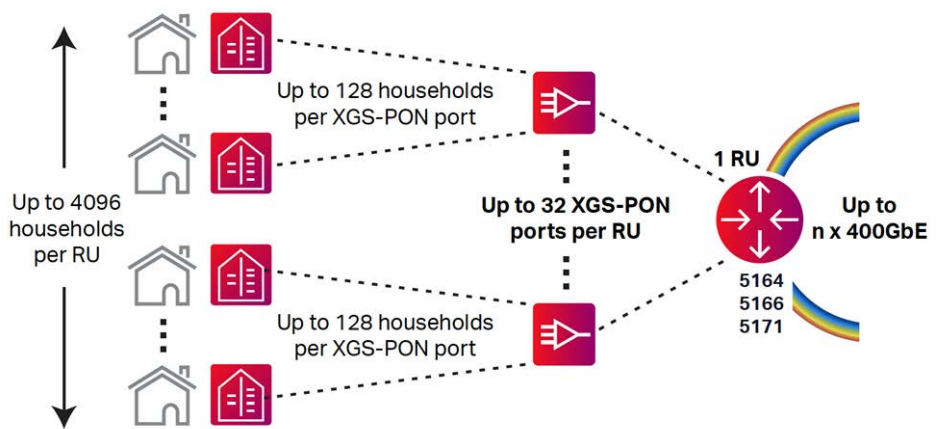 Up to 128 households
per XGS-PON port
1 RU
Up to 4096
households
per RU
Up to 32 XGS-PON
ports per RU
Up to
n x 400GbE
5164
5166
5171
Up to 128 households
per XGS-PON port